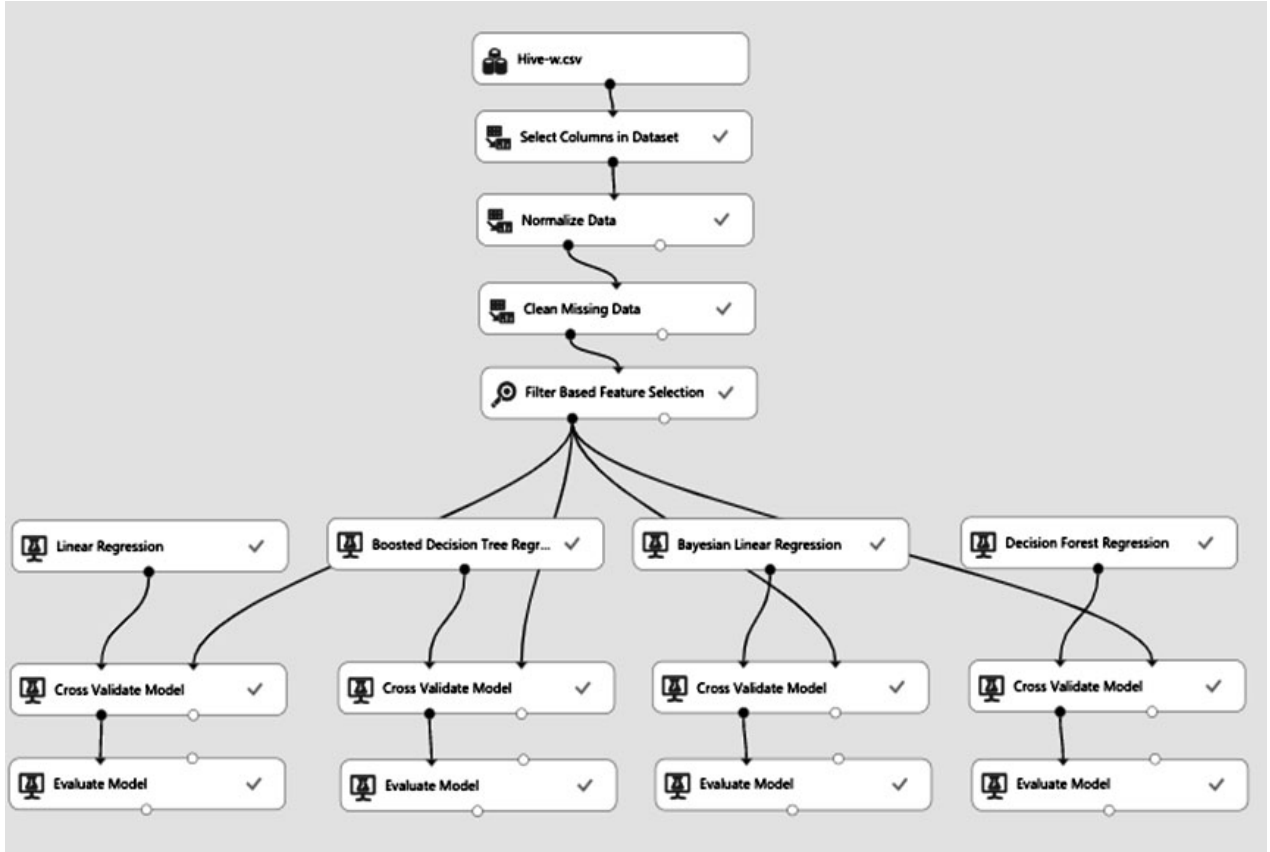 Hive-w.csv
Select Columns in Dataset
Normalize Data
Clean Missing Data
Filter Based Feature Selection
Linear Regression
Boosted Decision Tree Regr...
Bayesian Linear Regression
Decision Forest Regression
Cross Validate Model
Cross Validate Model
Cross Validate Model
Cross Validate Model
Evaluate Model
Evaluate Model
Evaluate Model
Evaluate Model